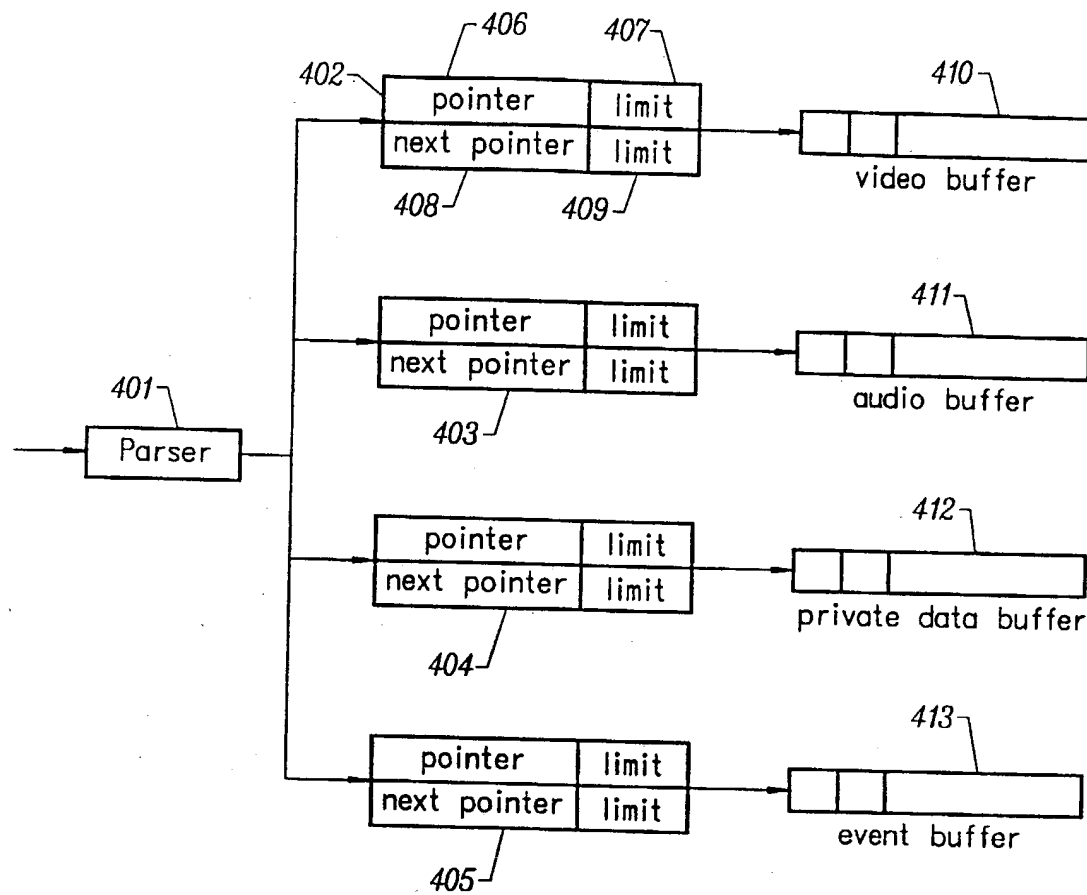 406
407
402
410
pointer limit
next pointer limit
video buffer
408
409
411
pointer limit
next pointer limit
audio buffer
401
403
Parser
412
pointer limit
next pointer limit
private data buffer
404
413
pointer limit
next pointer limit
event buffer
405